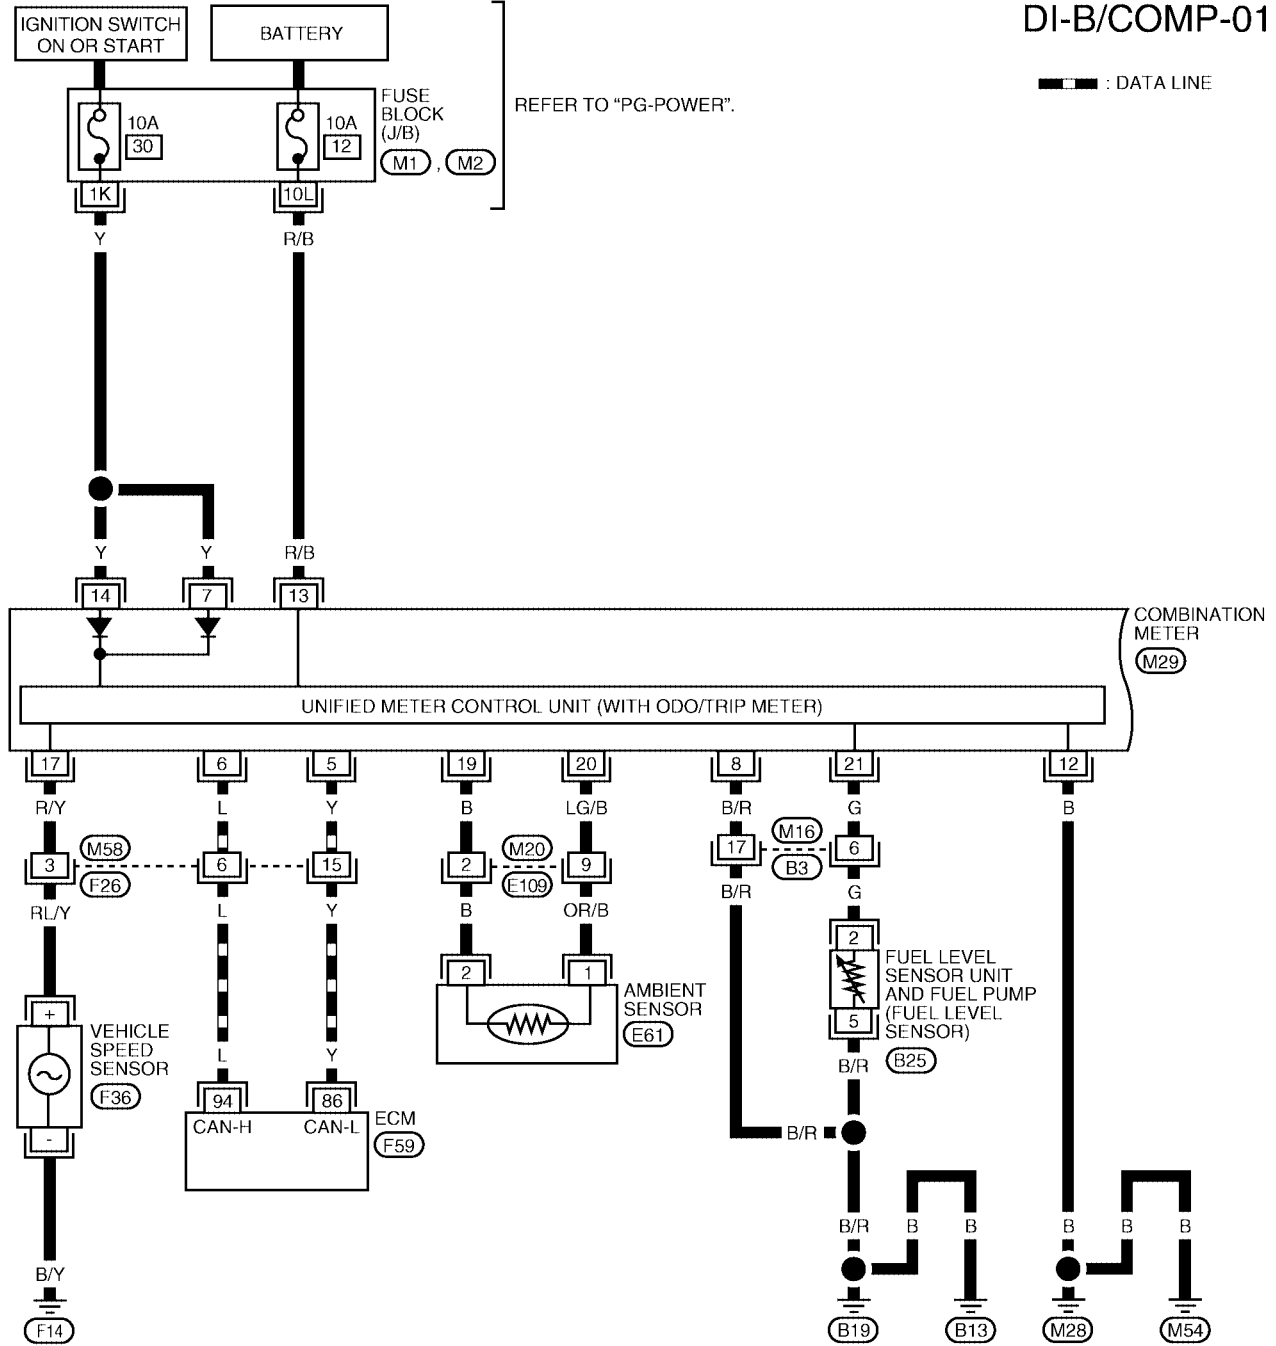 DI-B/COMP-01
: DATA LINE
IGNITION SWITCH
ON OR START
BATTERY
10A
30
10A
12
FUSE
BLOCK
(J/B)
M1 , M2
REFER TO “PG-POWER”.
1K
10L
Y
R/B
Y
Y
R/B
14
7
13
COMBINATION
METER
M29
UNIFIED METER CONTROL UNIT (WITH ODO/TRIP METER)
17
6
5
19
20
8
21
12
R/Y
L
Y
B
LG/B
B/R
G
B
3
M58
F26
6
15
2
M20
E109
9
17
M16
B3
6
RL/Y
L
Y
B
OR/B
B/R
G
2
1
AMBIENT
SENSOR
E61
2
5
FUEL LEVEL
SENSOR UNIT
AND FUEL PUMP
(FUEL LEVEL
SENSOR)
B25
+
-
VEHICLE
SPEED
SENSOR
F36
L
Y
94
86
CAN-H
CAN-L
ECM
F59
B/R
B/R
B/R
B
B
B
B
B
B/Y
F14
B19
B13
M28
M54